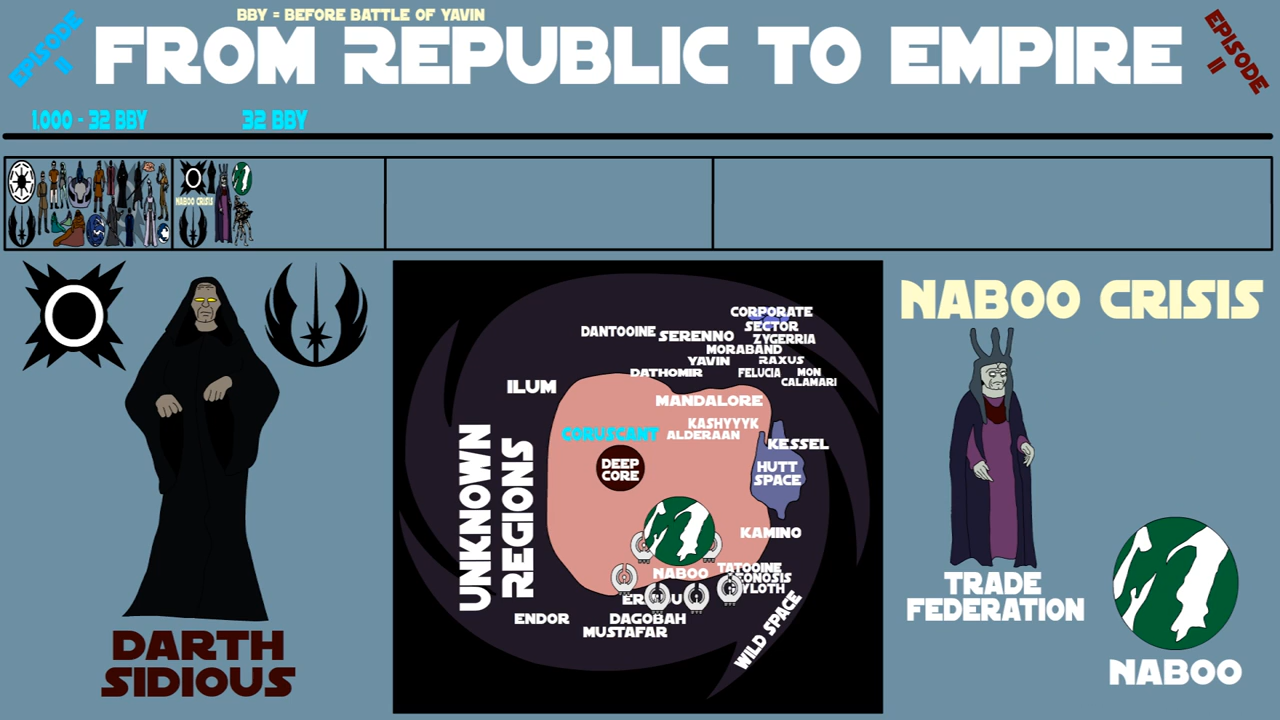 BBY = BEFORE BATTLE OF YAVIN
EPISODE
II
FROM REPUBLIC TO EMPIRE
EPISODE
II
1,000 - 32 BBY
32 BBY
NABOO CRISIS
NABOO CRISIS
DARTH
SIDIOUS
CORPORATE
SECTOR
DANTOOINE
SERENNO
ZYGERRIA
MORABAND
YAVIN
RAXUS
DATHOMIR
FELUCIA
MON
CALAMARI
ILUM
MANDALORE
KASHYYYK
CORUSCANT
ALDERAAN
KESSEL
DEEP
CORE
HUTT
SPACE
UNKNOWN
REGIONS
KAMINO
NABOO
TATOOINE
ENDOR
DAGOBAH
MUSTAFAR
WILD SPACE
TRADE
FEDERATION
NABOO